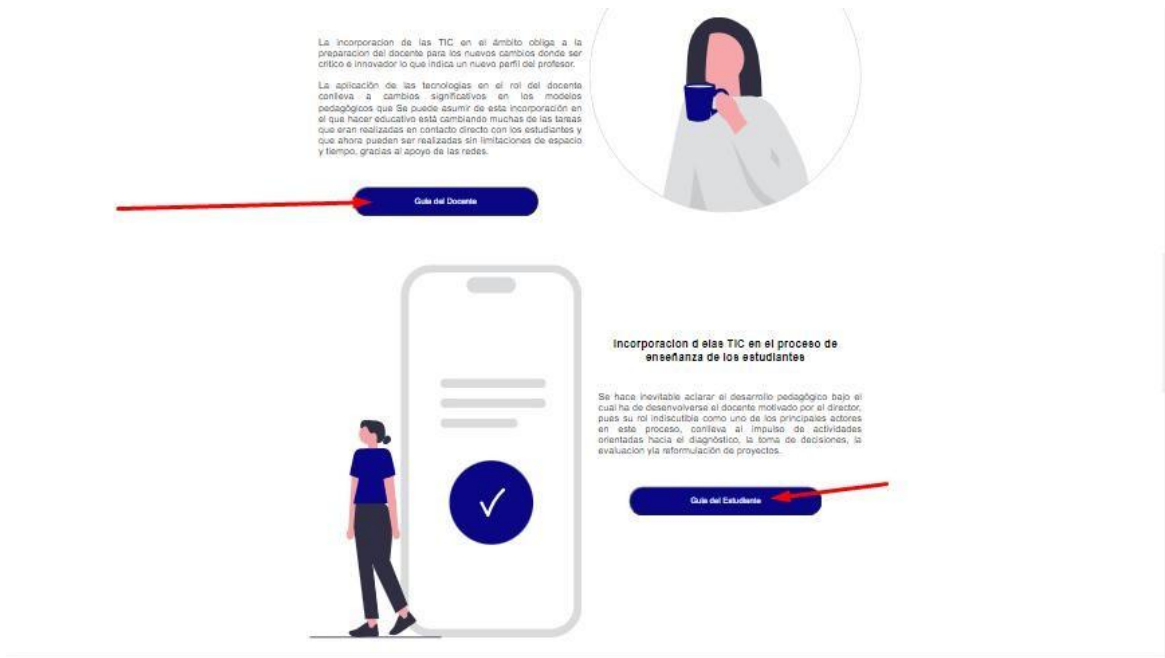 La incorporacion de las TIC en el ámbito obliga a la
preparacion del docente para los nuevos cambios donde ser
critico e innovador lo que indica un nuevo perfil del profesor.
La aplicación de las tecnologias en el rol del docente
conlleva a cambios significativos en los modelos
pedagógicos que Se puede asumir de esta incorporación en
el que hacer educativo está cambiando muchas de las tareas
que eran realizadas en contacto directo con los estudiantes y
que ahora pueden ser realizadas sin limitaciones de espacio
y tiempo, gracias al apoyo de las redes.
Guia del Docente
Incorporacion d elas TIC en el proceso de
enseñanza de los estudiantes
Se hace inevitable aclarar el desarrollo pedagógico bajo el
cual ha de desenvolverse el docente motivado por el director,
pues su rol indiscutible como uno de los principales actores
en este proceso, conlleva al impulso de actividades
orientadas hacia el diagnóstico, la toma de decisiones, la
evaluacion yla reformulación de proyectos.
Guia del Estudiante